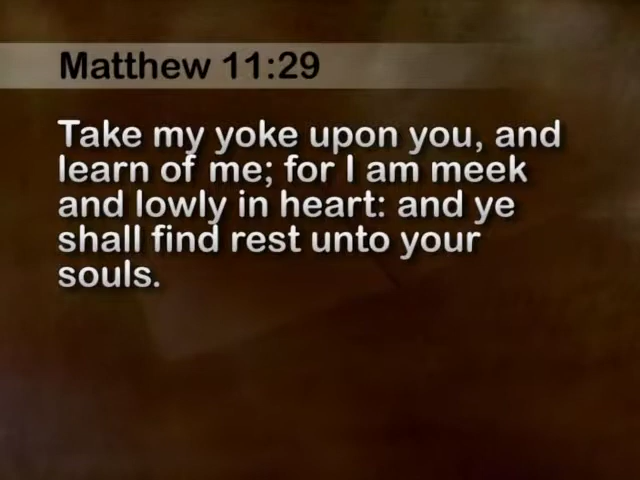 Matthew 11:29
Take my yoke upon you, and
learn of me; for I am meek
and lowly in heart: and ye
shall find rest unto your
souls.